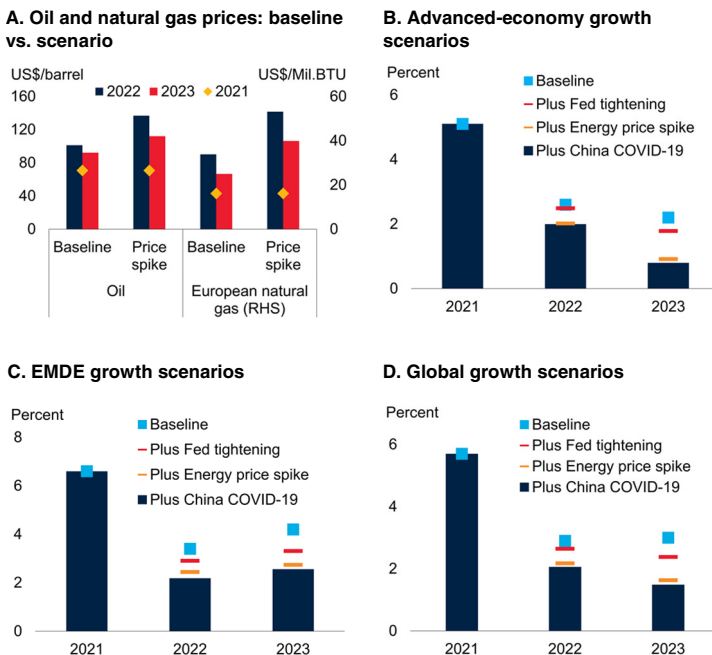 A. Oil and natural gas prices: baseline
vs. scenario
US$/barrel
US$/Mil.BTU
2022
2023
2021
160
120
80
40
0
60
40
20
0
Baseline
Price
spike
Baseline
Price
spike
Oil
European natural
gas (RHS)
B. Advanced-economy growth
scenarios
Percent
Baseline
Plus Fed tightening
Plus Energy price spike
Plus China COVID-19
6
4
2
0
2021
2022
2023
C. EMDE growth scenarios
Percent
Baseline
Plus Fed tightening
Plus Energy price spike
Plus China COVID-19
8
6
4
2
0
2021
2022
2023
D. Global growth scenarios
Percent
Baseline
Plus Fed tightening
Plus Energy price spike
Plus China COVID-19
6
4
2
0
2021
2022
2023